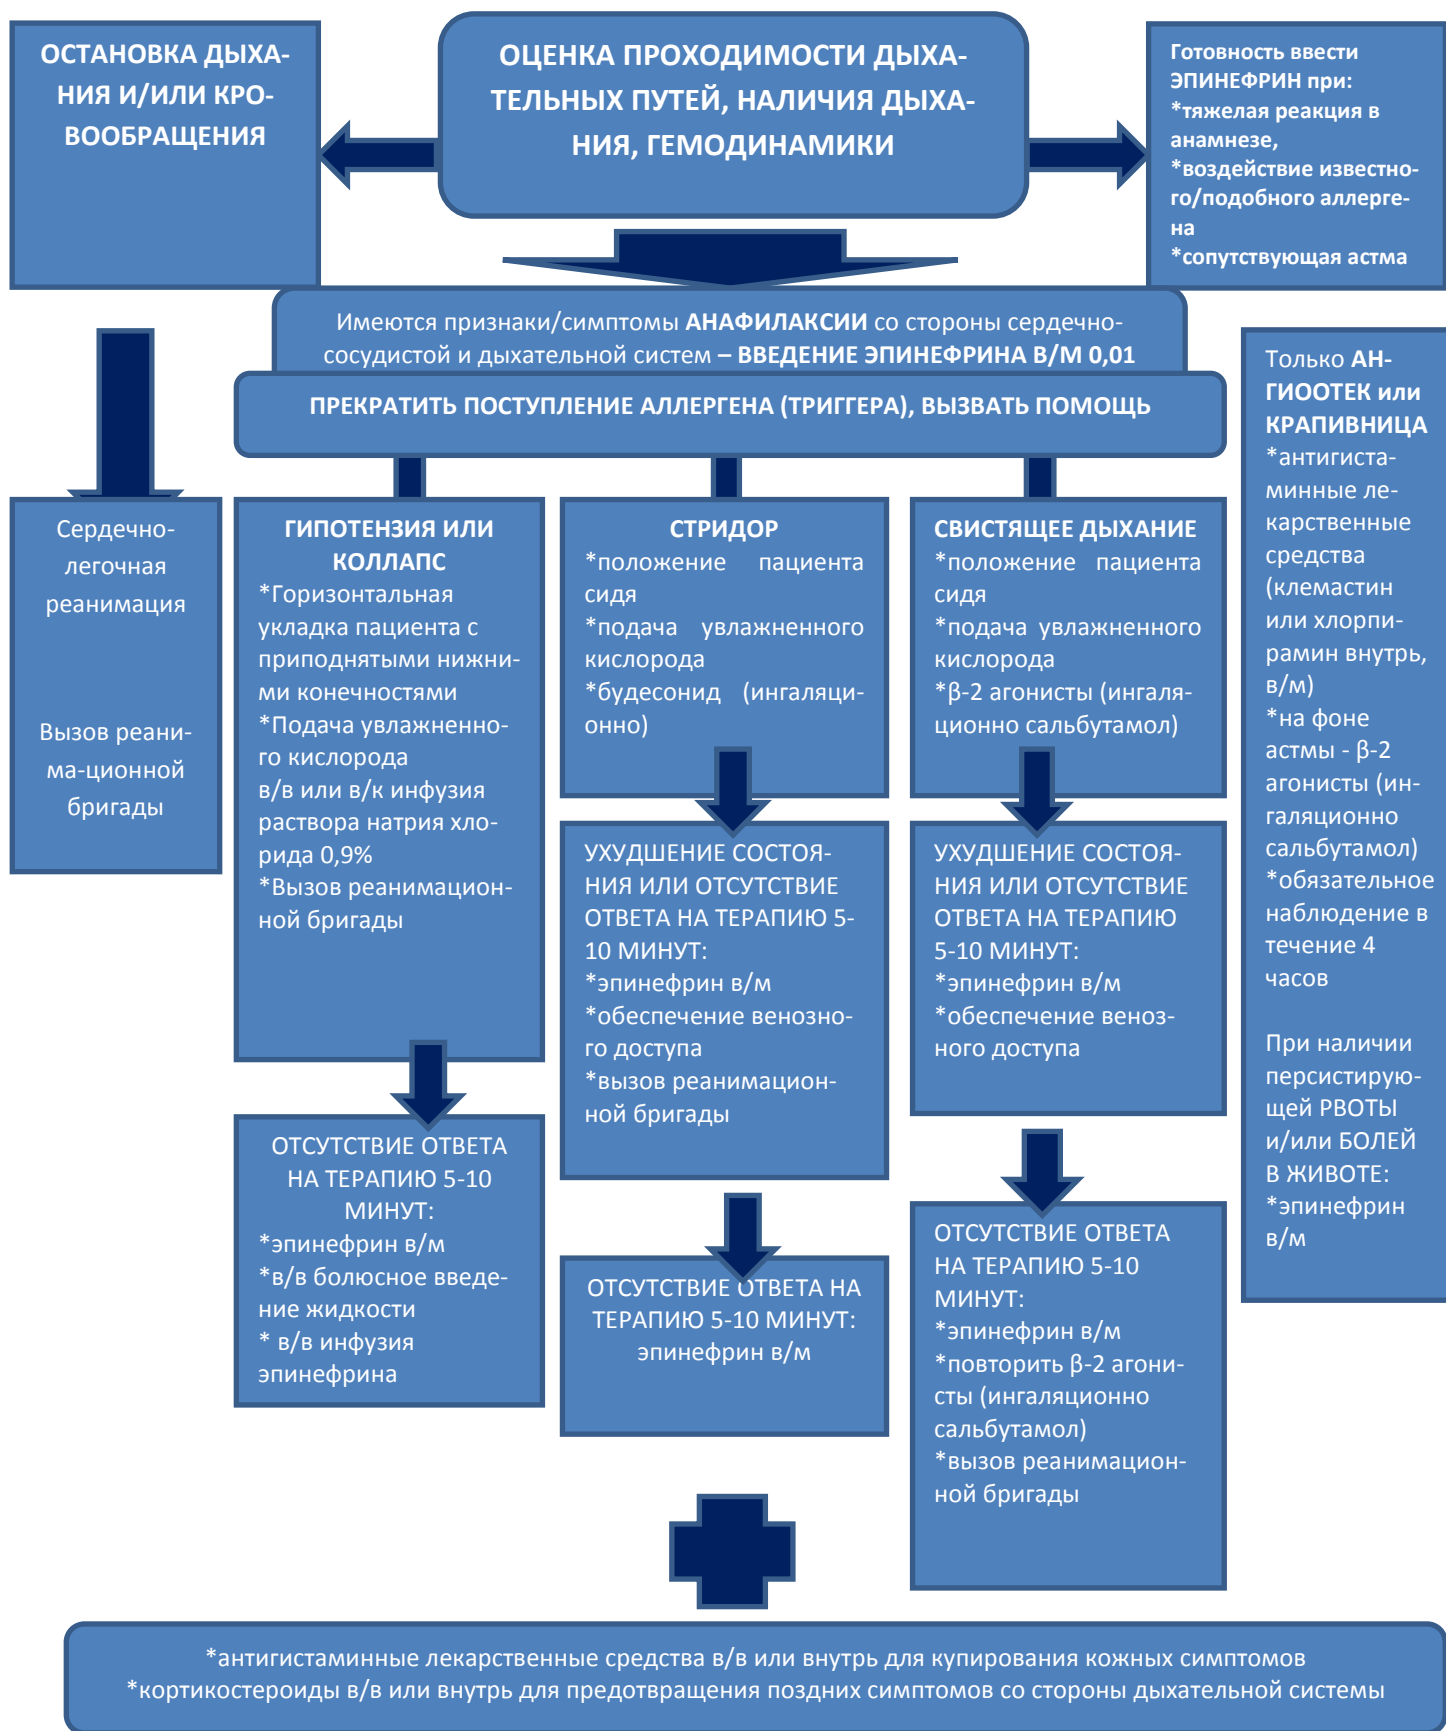 ОСТАНОВКА ДЫХА-
НИЯ И/ИЛИ КРО-
ВООБРАЩЕНИЯ
ОЦЕНКА ПРОХОДИМОСТИ ДЫХА-
ТЕЛЬНЫХ ПУТЕЙ, НАЛИЧИЯ ДЫХА-
НИЯ, ГЕМОДИНАМИКИ
Готовность ввести
ЭПИНЕФРИН при:
*тяжелая реакция в
анамнезе,
*воздействие известно-
го/подобного аллерге-
на
*сопутствующая астма
Имеются признаки/симптомы АНАФИЛАКСИИ со стороны сердечно-
сосудистой и дыхательной систем – ВВЕДЕНИЕ ЭПИНЕФРИНА В/М 0,01
ПРЕКРАТИТЬ ПОСТУПЛЕНИЕ АЛЛЕРГЕНА (ТРИГГЕРА), ВЫЗВАТЬ ПОМОЩЬ
Сердечно-
легочная
реанимация
Вызов реани-
ма-ционной
бригады
ГИПОТЕНЗИЯ ИЛИ
КОЛЛАПС
*Горизонтальная
укладка пациента с
приподнятыми нижни-
ми конечностями
*Подача увлажненно-
го кислорода
в/в или в/к инфузия
раствора натрия хло-
рида 0,9%
*Вызов реанимацион-
ной бригады
ОТСУТСТВИЕ ОТВЕТА
НА ТЕРАПИЮ 5-10
МИНУТ:
*эпинефрин в/м
*в/в болюсное введе-
ние жидкости
* в/в инфузия
эпинефрина
СТРИДОР
*положение пациента
сидя
*подача увлажненного
кислорода
*будесонид (ингаляци-
онно)
УХУДШЕНИЕ СОСТОЯ-
НИЯ ИЛИ ОТСУТСТВИЕ
ОТВЕТА НА ТЕРАПИЮ 5-
10 МИНУТ:
*эпинефрин в/м
*обеспечение венозно-
го доступа
*вызов реанимацион-
ной бригады
ОТСУТСТВИЕ ОТВЕТА НА
ТЕРАПИЮ 5-10 МИНУТ:
эпинефрин в/м
СВИСТЯЩЕЕ ДЫХАНИЕ
*положение пациента
сидя
*подача увлажненного
кислорода
*β-2 агонисты (ингаля-
ционно сальбутамол)
УХУДШЕНИЕ СОСТОЯ-
НИЯ ИЛИ ОТСУТСТВИЕ
ОТВЕТА НА ТЕРАПИЮ
5-10 МИНУТ:
*эпинефрин в/м
*обеспечение веноз-
ного доступа
ОТСУТСТВИЕ ОТВЕТА
НА ТЕРАПИЮ 5-10
МИНУТ:
*эпинефрин в/м
*повторить β-2 агони-
сты (ингаляционно
сальбутамол)
*вызов реанимацион-
ной бригады
Только АН-
ГИООТЕК или
КРАПИВНИЦА
*антигиста-
минные ле-
карственные
средства
(клемастин
или хлорпи-
рамин внутрь,
в/м)
*на фоне
астмы - β-2
агонисты (ин-
галяционно
сальбутамол)
*обязательное
наблюдение в
течение 4
часов
При наличии
персистирую-
щей РВОТЫ
и/или БОЛЕЙ
В ЖИВОТЕ:
*эпинефрин
в/м
*антигистаминные лекарственные средства в/в или внутрь для купирования кожных симптомов
*кортикостероиды в/в или внутрь для предотвращения поздних симптомов со стороны дыхательной системы